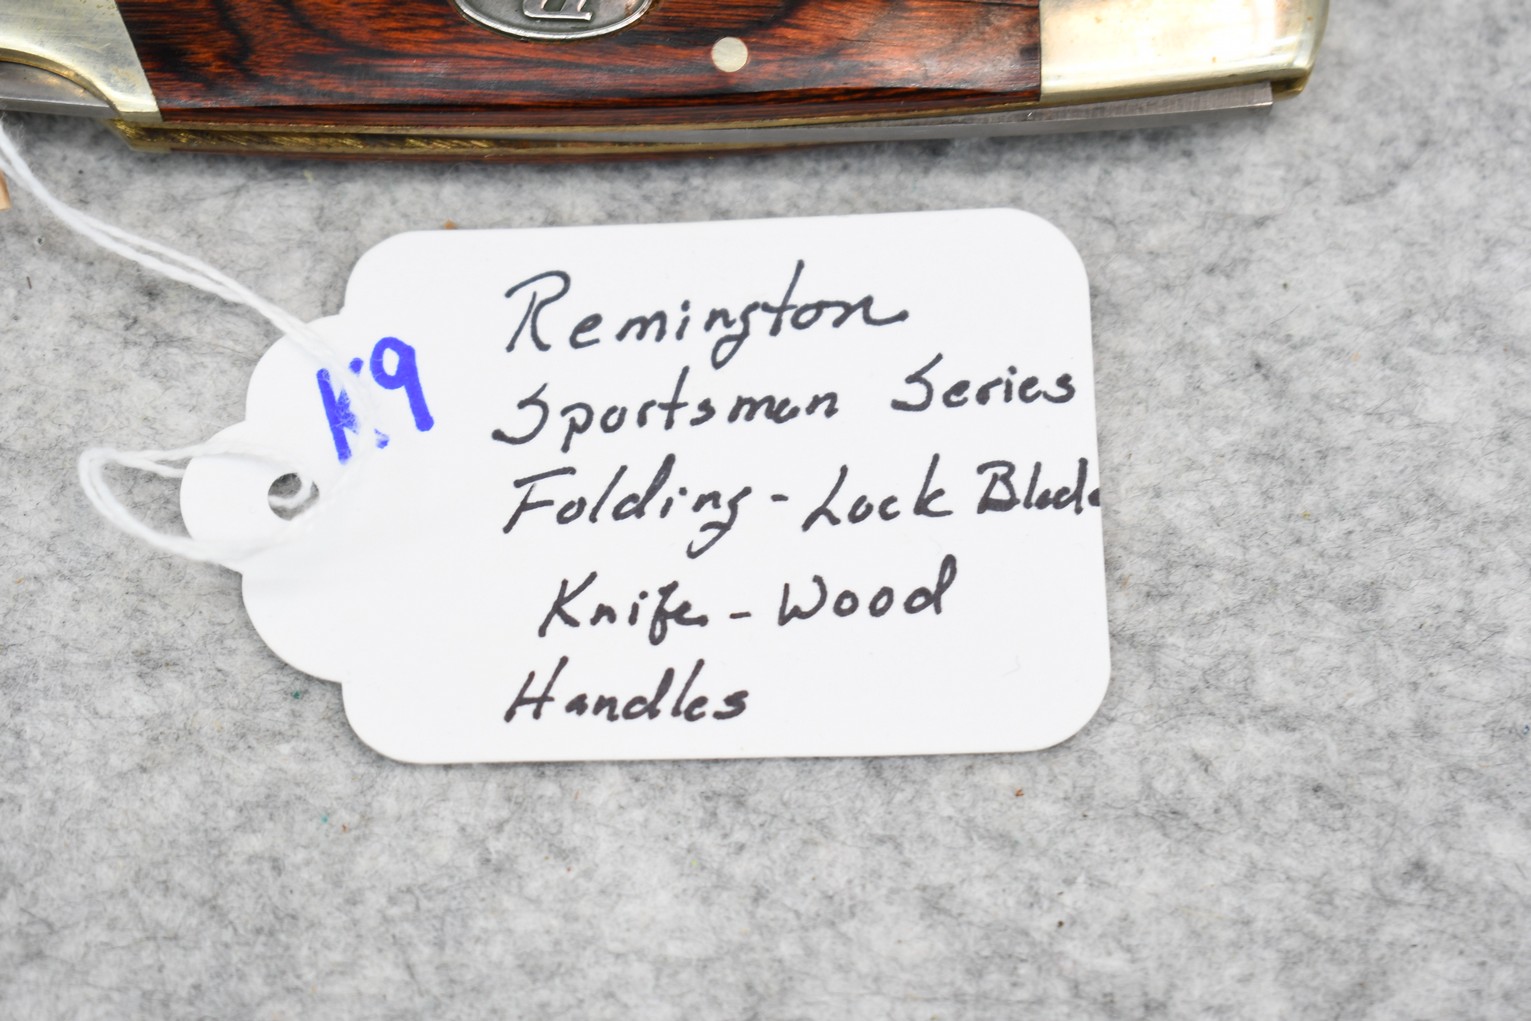 K9
Remington
Sportsman Series
Folding - Lock Blade
Knife - Wood
Handles